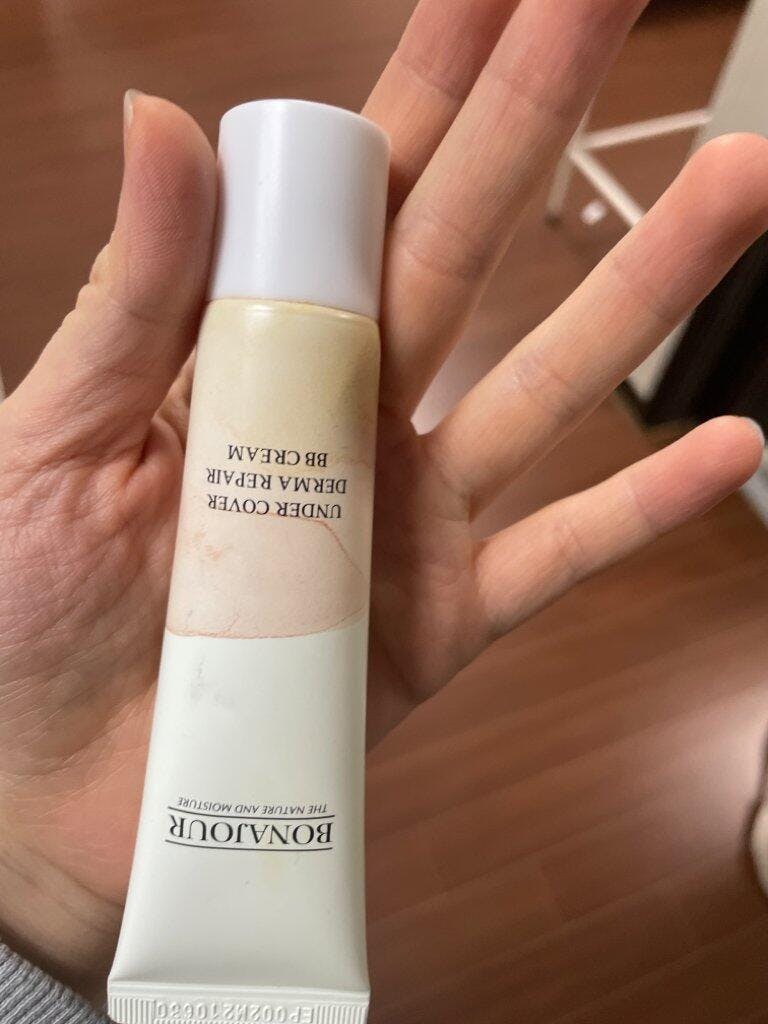 BONAJOUR
THE NATURE AND MOISTURE
UNDER COVER
DERMA REPAIR
BB CREAM